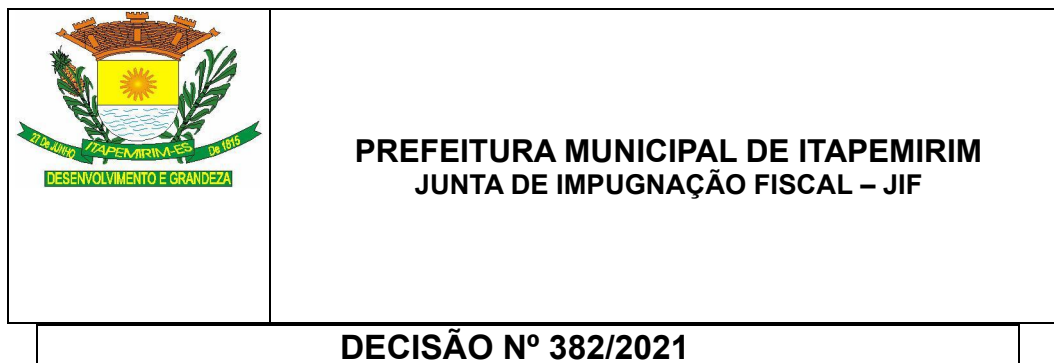 27 De JUNHO ITAPEMIRIM-ES De 1815
DESENVOLVIMENTO E GRANDEZA
PREFEITURA MUNICIPAL DE ITAPEMIRIM
JUNTA DE IMPUGNAÇÃO FISCAL – JIF
DECISÃO Nº 382/2021